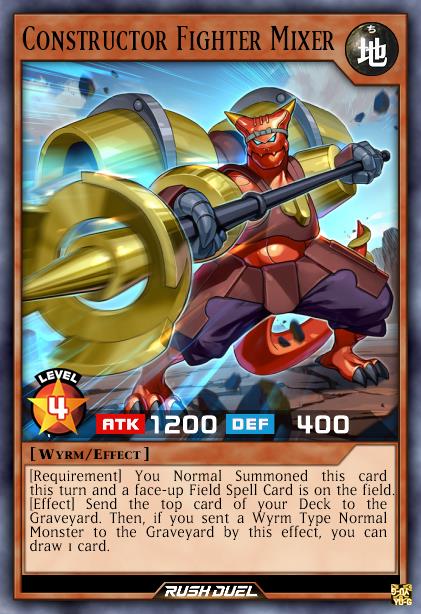 Constructor Fighter Mixer
ち
地
LEVEL
4
ATK 1200 DEF 400
[Wyrm/Effect]
[Requirement] You Normal Summoned this card
this turn and a face-up Field Spell Card is on the field.
[Effect] Send the top card of your Deck to the
Graveyard. Then, if you sent a Wyrm Type Normal
Monster to the Graveyard by this effect, you can
draw 1 card.
RUSH DUEL